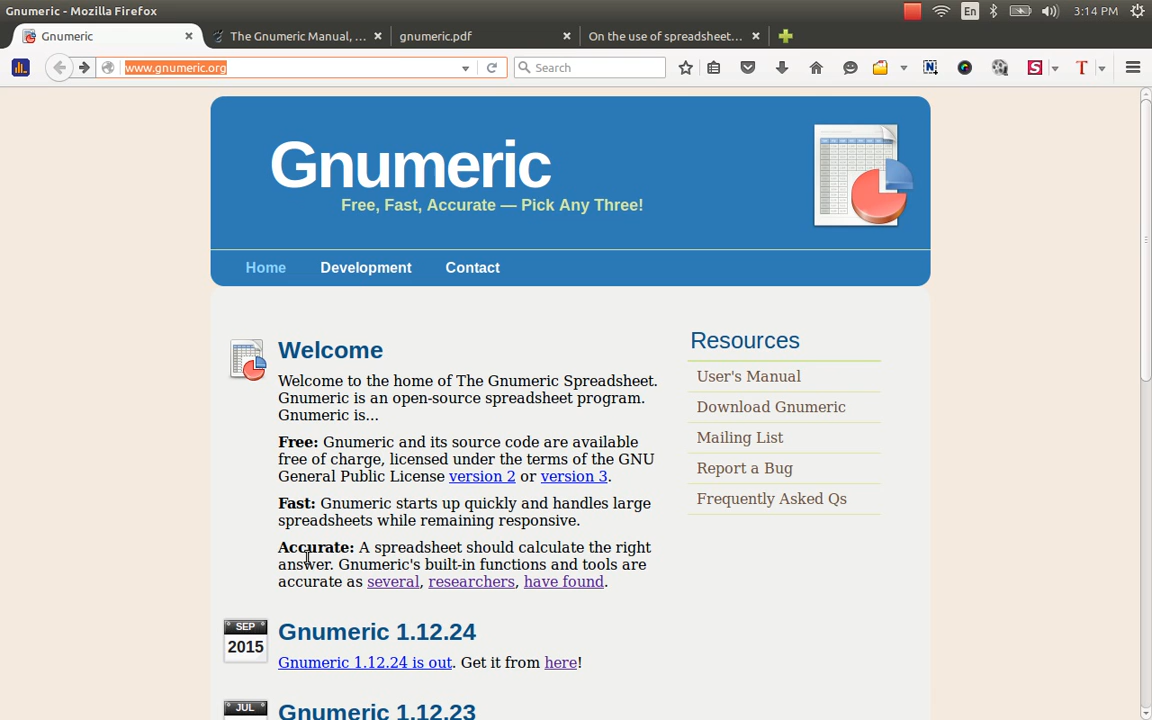 Gnumeric - Mozilla Firefox
En
3:14 PM
Gnumeric
The Gnumeric Manual, ...
gnumeric.pdf
On the use of spreadsheet...
www.gnumeric.org
Search
N
S
T
Gnumeric
Free, Fast, Accurate — Pick Any Three!
Home
Development
Contact
Welcome
Welcome to the home of The Gnumeric Spreadsheet.
Gnumeric is an open-source spreadsheet program.
Gnumeric is...
Free: Gnumeric and its source code are available
free of charge, licensed under the terms of the GNU
General Public License version 2 or version 3.
Fast: Gnumeric starts up quickly and handles large
spreadsheets while remaining responsive.
Accurate: A spreadsheet should calculate the right
answer. Gnumeric's built-in functions and tools are
accurate as several, researchers, have found.
SEP
2015
Gnumeric 1.12.24
Gnumeric 1.12.24 is out. Get it from here!
JUL
Gnumeric 1.12.23
Resources
User's Manual
Download Gnumeric
Mailing List
Report a Bug
Frequently Asked Qs